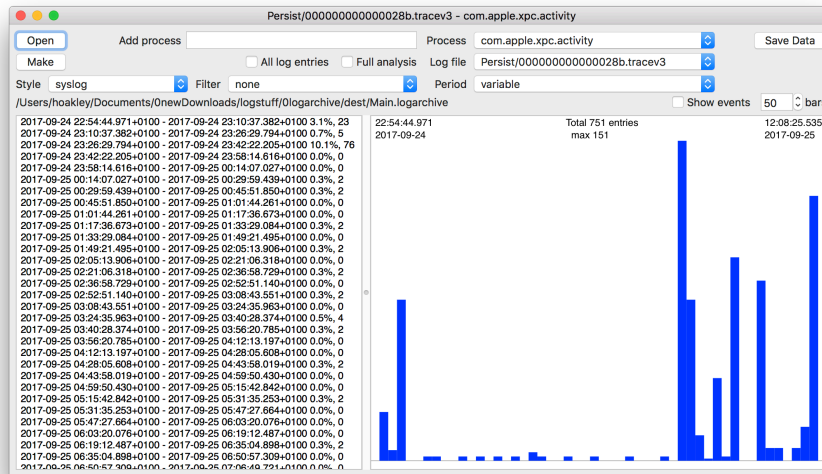 Persist/000000000000028b.tracev3 - com.apple.xpc.activity
Open Add process Process com.apple.xpc.activity Save Data
Make All log entries Full analysis Log file Persist/000000000000028b.tracev3
Style syslog Filter none Period variable
/Users/hoakley/Documents/0newDownloads/logstuff/0logarchive/dest/Main.logarchive Show events 50 bar
2017-09-24 22:54:44.971+0100 - 2017-09-24 23:10:37.382+0100 3.1%, 23
2017-09-24 23:10:37.382+0100 - 2017-09-24 23:26:29.794+0100 0.7%, 5
2017-09-24 23:26:29.794+0100 - 2017-09-24 23:42:22.205+0100 10.1%, 76
2017-09-24 23:42:22.205+0100 - 2017-09-24 23:58:14.616+0100 0.0%, 0
2017-09-24 23:58:14.616+0100 - 2017-09-25 00:14:07.027+0100 0.0%, 0
2017-09-25 00:14:07.027+0100 - 2017-09-25 00:29:59.439+0100 0.3%, 2
2017-09-25 00:29:59.439+0100 - 2017-09-25 00:45:51.850+0100 0.3%, 2
2017-09-25 00:45:51.850+0100 - 2017-09-25 01:01:44.261+0100 0.0%, 0
2017-09-25 01:01:44.261+0100 - 2017-09-25 01:17:36.673+0100 0.0%, 0
2017-09-25 01:17:36.673+0100 - 2017-09-25 01:33:29.084+0100 0.3%, 2
2017-09-25 01:33:29.084+0100 - 2017-09-25 01:49:21.495+0100 0.0%, 0
2017-09-25 01:49:21.495+0100 - 2017-09-25 02:05:13.906+0100 0.3%, 2
2017-09-25 02:05:13.906+0100 - 2017-09-25 02:21:06.318+0100 0.0%, 0
2017-09-25 02:21:06.318+0100 - 2017-09-25 02:36:58.729+0100 0.3%, 2
2017-09-25 02:36:58.729+0100 - 2017-09-25 02:52:51.140+0100 0.0%, 0
2017-09-25 02:52:51.140+0100 - 2017-09-25 03:08:43.551+0100 0.3%, 2
2017-09-25 03:08:43.551+0100 - 2017-09-25 03:24:35.963+0100 0.0%, 0
2017-09-25 03:24:35.963+0100 - 2017-09-25 03:40:28.374+0100 0.5%, 4
2017-09-25 03:40:28.374+0100 - 2017-09-25 03:56:20.785+0100 0.3%, 2
2017-09-25 03:56:20.785+0100 - 2017-09-25 04:12:13.197+0100 0.0%, 0
2017-09-25 04:12:13.197+0100 - 2017-09-25 04:28:05.608+0100 0.0%, 0
2017-09-25 04:28:05.608+0100 - 2017-09-25 04:43:58.019+0100 0.3%, 2
2017-09-25 04:43:58.019+0100 - 2017-09-25 04:59:50.430+0100 0.0%, 0
2017-09-25 04:59:50.430+0100 - 2017-09-25 05:15:42.842+0100 0.0%, 0
2017-09-25 05:15:42.842+0100 - 2017-09-25 05:31:35.253+0100 0.3%, 2
2017-09-25 05:31:35.253+0100 - 2017-09-25 05:47:27.664+0100 0.0%, 0
2017-09-25 05:47:27.664+0100 - 2017-09-25 06:03:20.076+0100 0.0%, 0
2017-09-25 06:03:20.076+0100 - 2017-09-25 06:19:12.487+0100 0.0%, 0
2017-09-25 06:19:12.487+0100 - 2017-09-25 06:35:04.898+0100 0.3%, 2
2017-09-25 06:35:04.898+0100 - 2017-09-25 06:50:57.309+0100 0.0%, 0
2017-09-25 06:50:57.309+0100 - 2017-09-25 07:06:49.721+0100 0.0%, 0
22:54:44.971 Total 751 entries 12:08:25.535
2017-09-24 max 151 2017-09-25